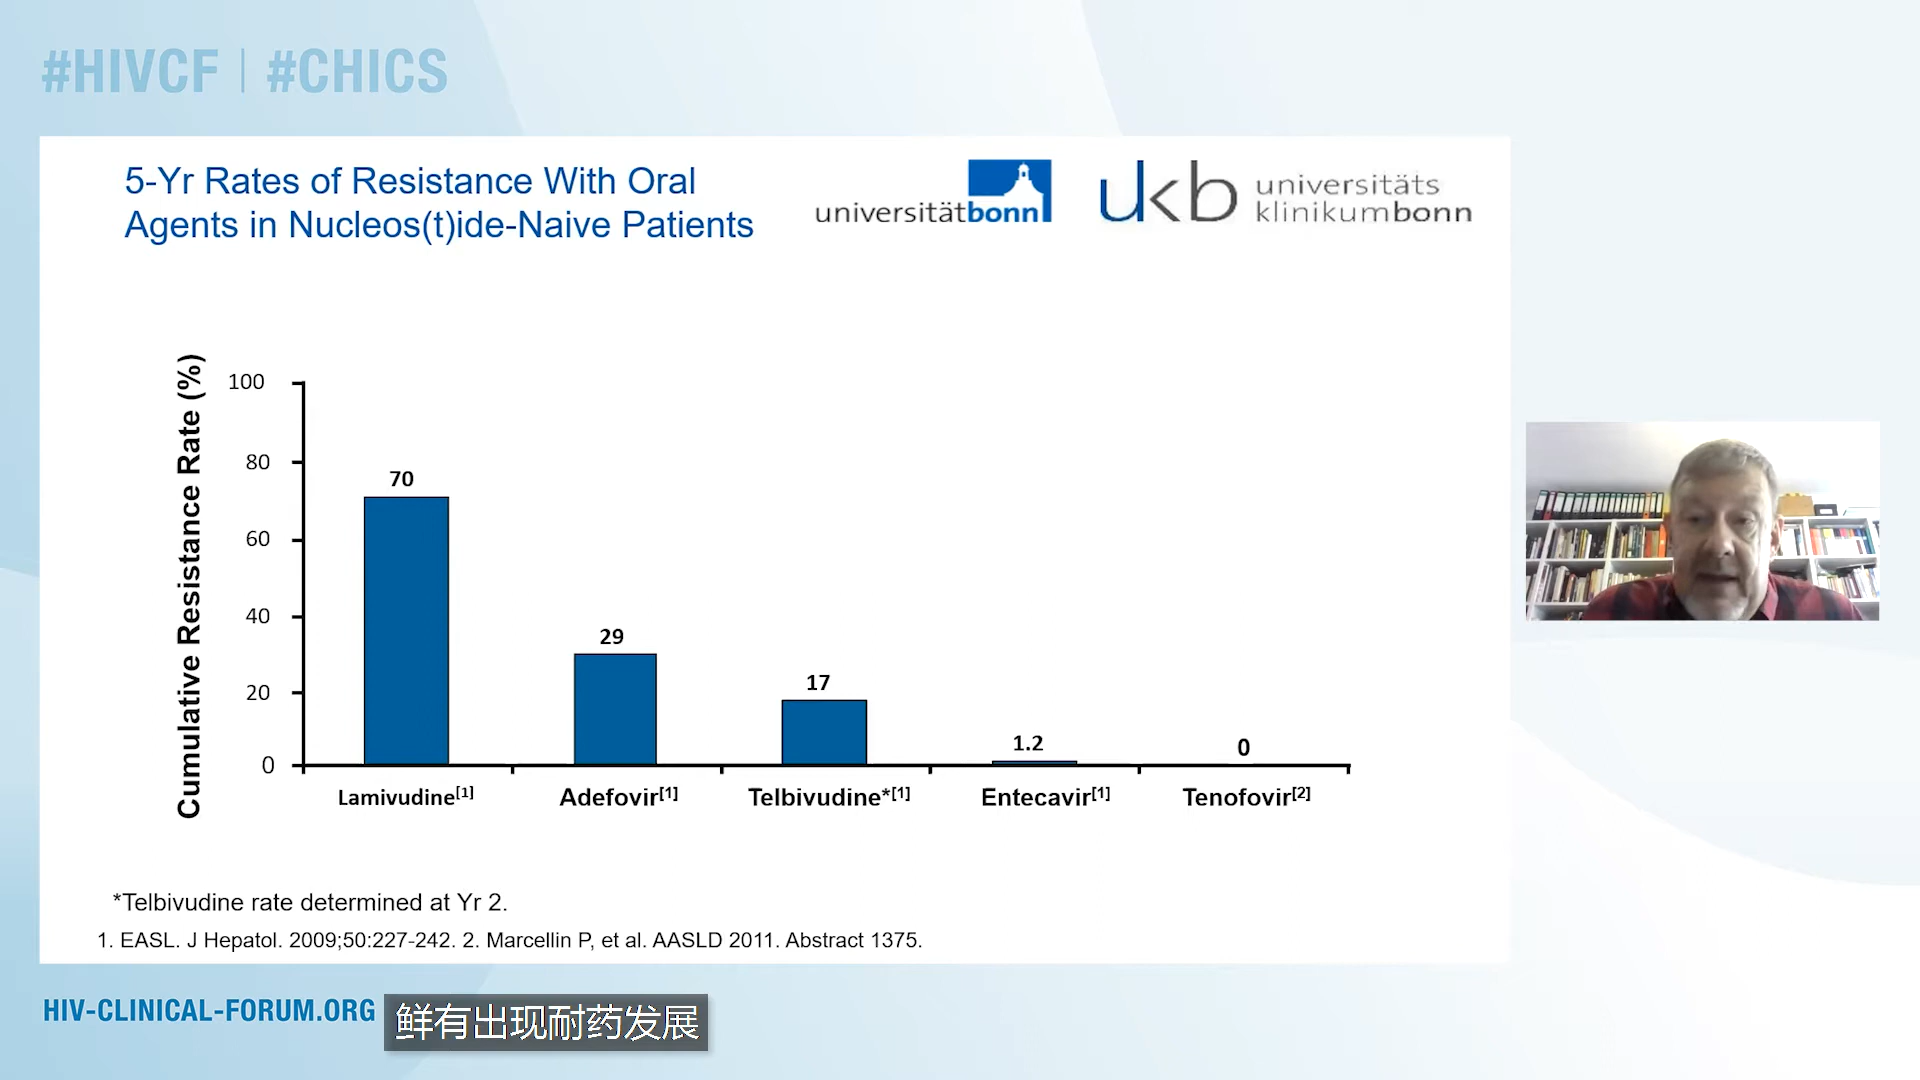 #HIVCF | #CHICS
5-Yr Rates of Resistance With Oral
Agents in Nucleos(t)ide-Naive Patients
universitätbonn
ukb universitäts
klinikumbonn
Cumulative Resistance Rate (%)
100
80
60
40
20
0
70
29
17
1.2
0
Lamivudine[1] Adefovir[1] Telbivudine*[1] Entecavir[1] Tenofovir[2]
*Telbivudine rate determined at Yr 2.
1. EASL. J Hepatol. 2009;50:227-242. 2. Marcellin P, et al. AASLD 2011. Abstract 1375.
HIV-CLINICAL-FORUM.ORG
鲜有出现耐药发展